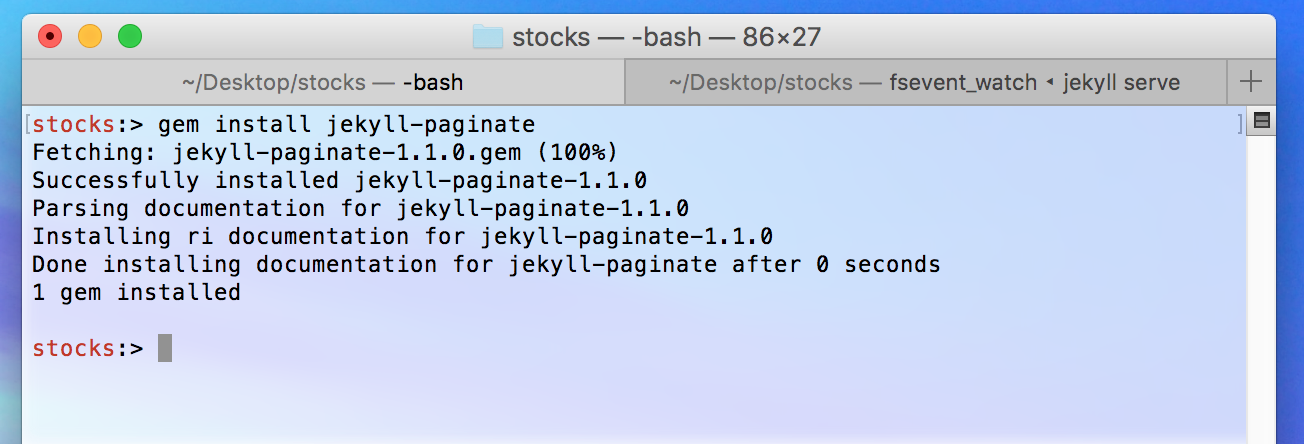 stocks — -bash — 86×27
~/Desktop/stocks — -bash
~/Desktop/stocks — fsevent_watch ◂ jekyll serve
[stocks:> gem install jekyll-paginate ]
Fetching: jekyll-paginate-1.1.0.gem (100%)
Successfully installed jekyll-paginate-1.1.0
Parsing documentation for jekyll-paginate-1.1.0
Installing ri documentation for jekyll-paginate-1.1.0
Done installing documentation for jekyll-paginate after 0 seconds
1 gem installed
stocks:>